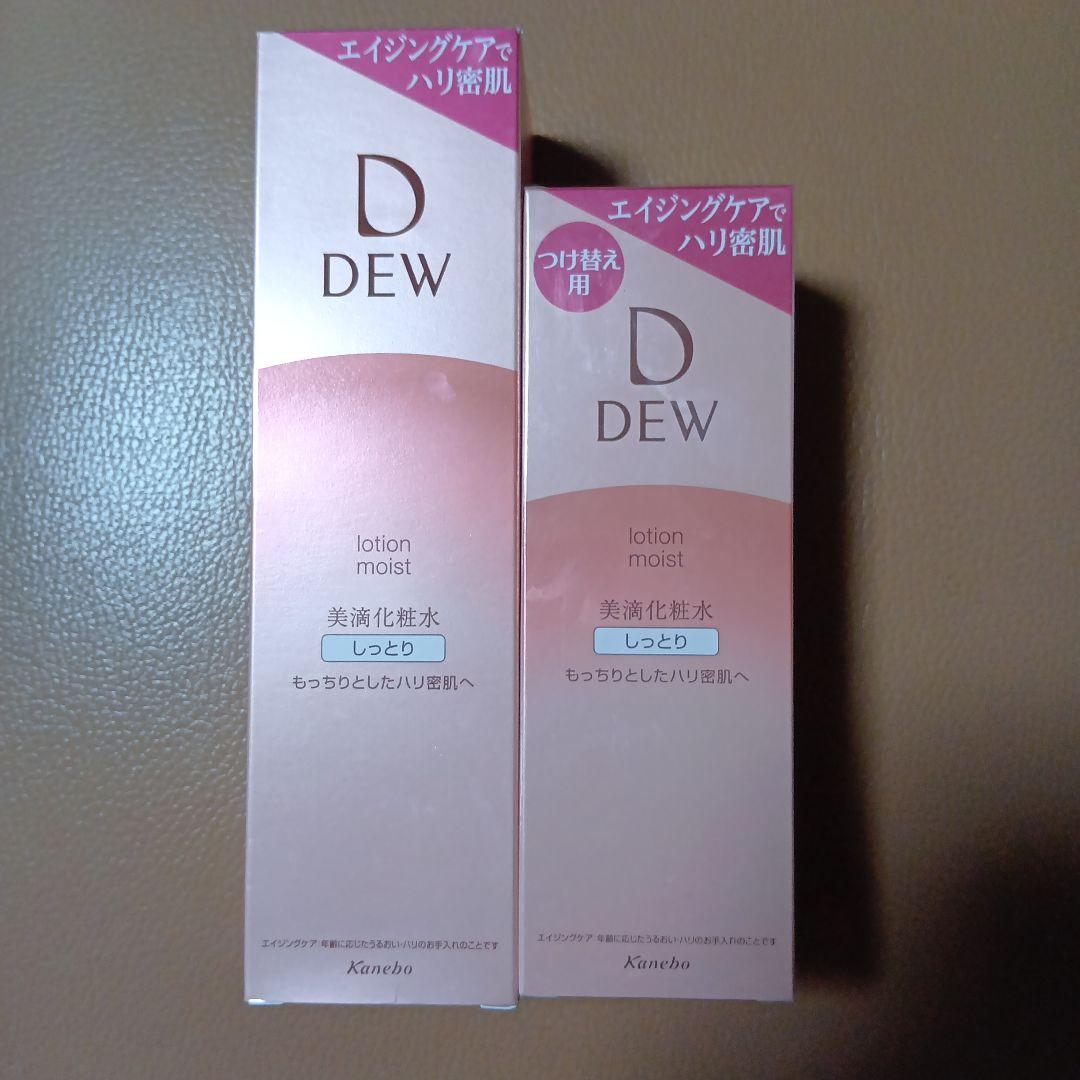 エイジングケアで
ハリ密肌
D
DEW
lotion
moist
美滴化粧水
しっとり
もっちりとしたハリ密肌へ
エイジングケア:年齢に応じたうるおい・ハリのお手入れのことです
Kanebo
エイジングケアで
ハリ密肌
つけ替え
用
D
DEW
lotion
moist
美滴化粧水
しっとり
もっちりとしたハリ密肌へ
エイジングケア:年齢に応じたうるおい・ハリのお手入れのことです
Kanebo